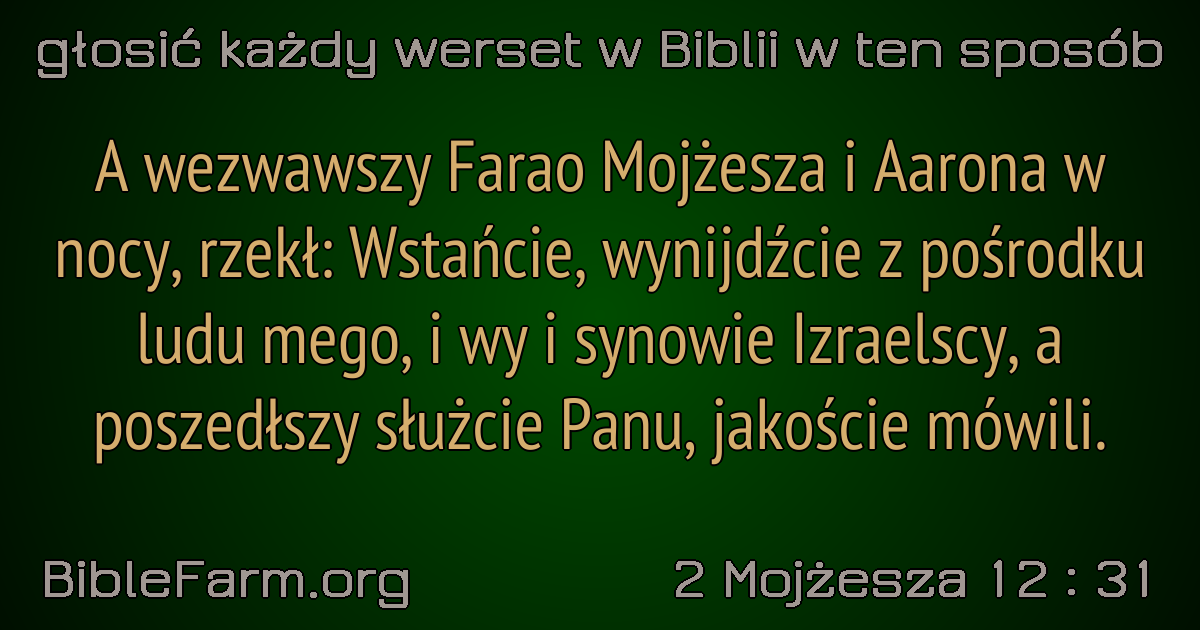 głosić każdy werset w Biblii w ten sposób
A wezwawszy Farao Mojżesza i Aarona w
nocy, rzekł: Wstańcie, wynijdźcie z pośrodku
ludu mego, i wy i synowie Izraelscy, a
poszedłszy służcie Panu, jakoście mówili.
BibleFarm.org
2 Mojżesza 12 : 31